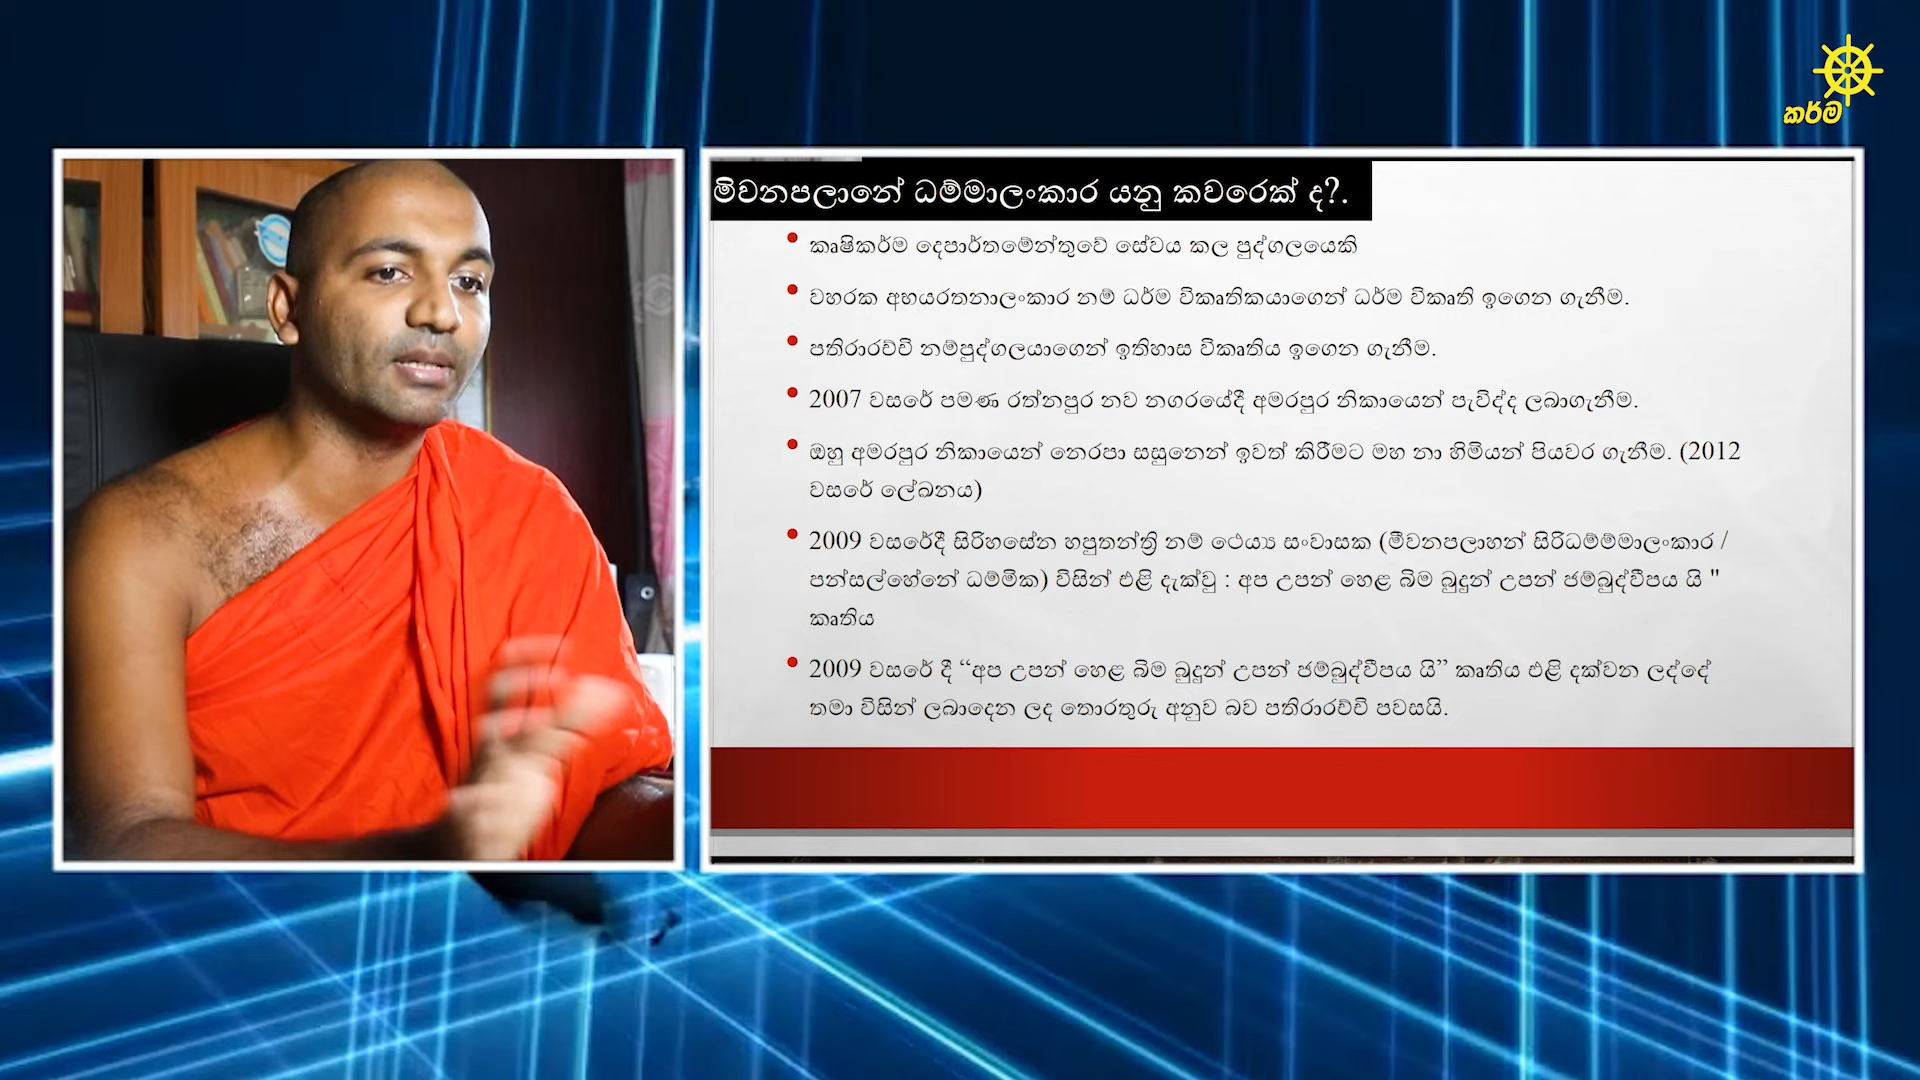 කර්ම
මිවනපලානේ ධම්මාලංකාර යනු කවරෙක් ද?.
• කෘෂිකර්ම දෙපාර්තමේන්තුවේ සේවය කල පුද්ගලයෙකි
• වහරක අභයරතනාලංකාර නම් ධර්ම විකෘතිකයාගෙන් ධර්ම විකෘති ඉගෙන ගැනීම.
• පතිරාරච්චි නම්පුද්ගලයාගෙන් ඉතිහාස විකෘතිය ඉගෙන ගැනීම.
• 2007 වසරේ පමණ රත්නපුර නව නගරයේදී අමරපුර නිකායෙන් පැවිද්ද ලබාගැනීම.
• ඔහු අමරපුර නිකායෙන් නෙරපා සසුනෙන් ඉවත් කිරීමට මහ නා හිමියන් පියවර ගැනීම. (2012
වසරේ ලේඛනය)
• 2009 වසරේදී සිරිහසේන හපුතන්ත්‍රි නම් ථෙය්‍ය සංවාසක (මීවනපලාහන් සිරිධම්ම්මාලංකාර /
පන්සල්හේනේ ධම්මික) විසින් එළි දැක්වු : අප උපන් හෙළ බිම බුදුන් උපන් ජම්බුද්වීපය යි "
කෘතිය
• 2009 වසරේ දී “අප උපන් හෙළ බිම බුදුන් උපන් ජම්බුද්වීපය යි” කෘතිය එළි දක්වන ලද්දේ
තමා විසින් ලබාදෙන ලද තොරතුරු අනුව බව පතිරාරච්චි පවසයි.